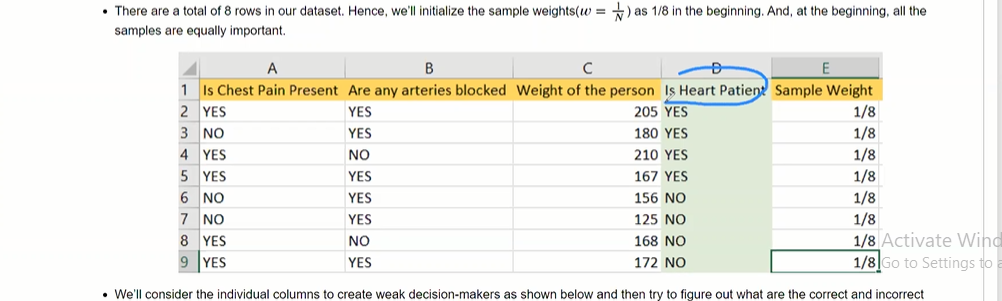 • There are a total of 8 rows in our dataset. Hence, we'll initialize the sample weights(w = 1/N) as 1/8 in the beginning. And, at the beginning, all the
samples are equally important.
A B C D E
1 Is Chest Pain Present Are any arteries blocked Weight of the person Is Heart Patient Sample Weight
2 YES YES 205 YES 1/8
3 NO YES 180 YES 1/8
4 YES NO 210 YES 1/8
5 YES YES 167 YES 1/8
6 NO YES 156 NO 1/8
7 NO YES 125 NO 1/8
8 YES NO 168 NO 1/8 Activate Wind
9 YES YES 172 NO 1/8 Go to Settings to a
• We'll consider the individual columns to create weak decision-makers as shown below and then try to figure out what are the correct and incorrect